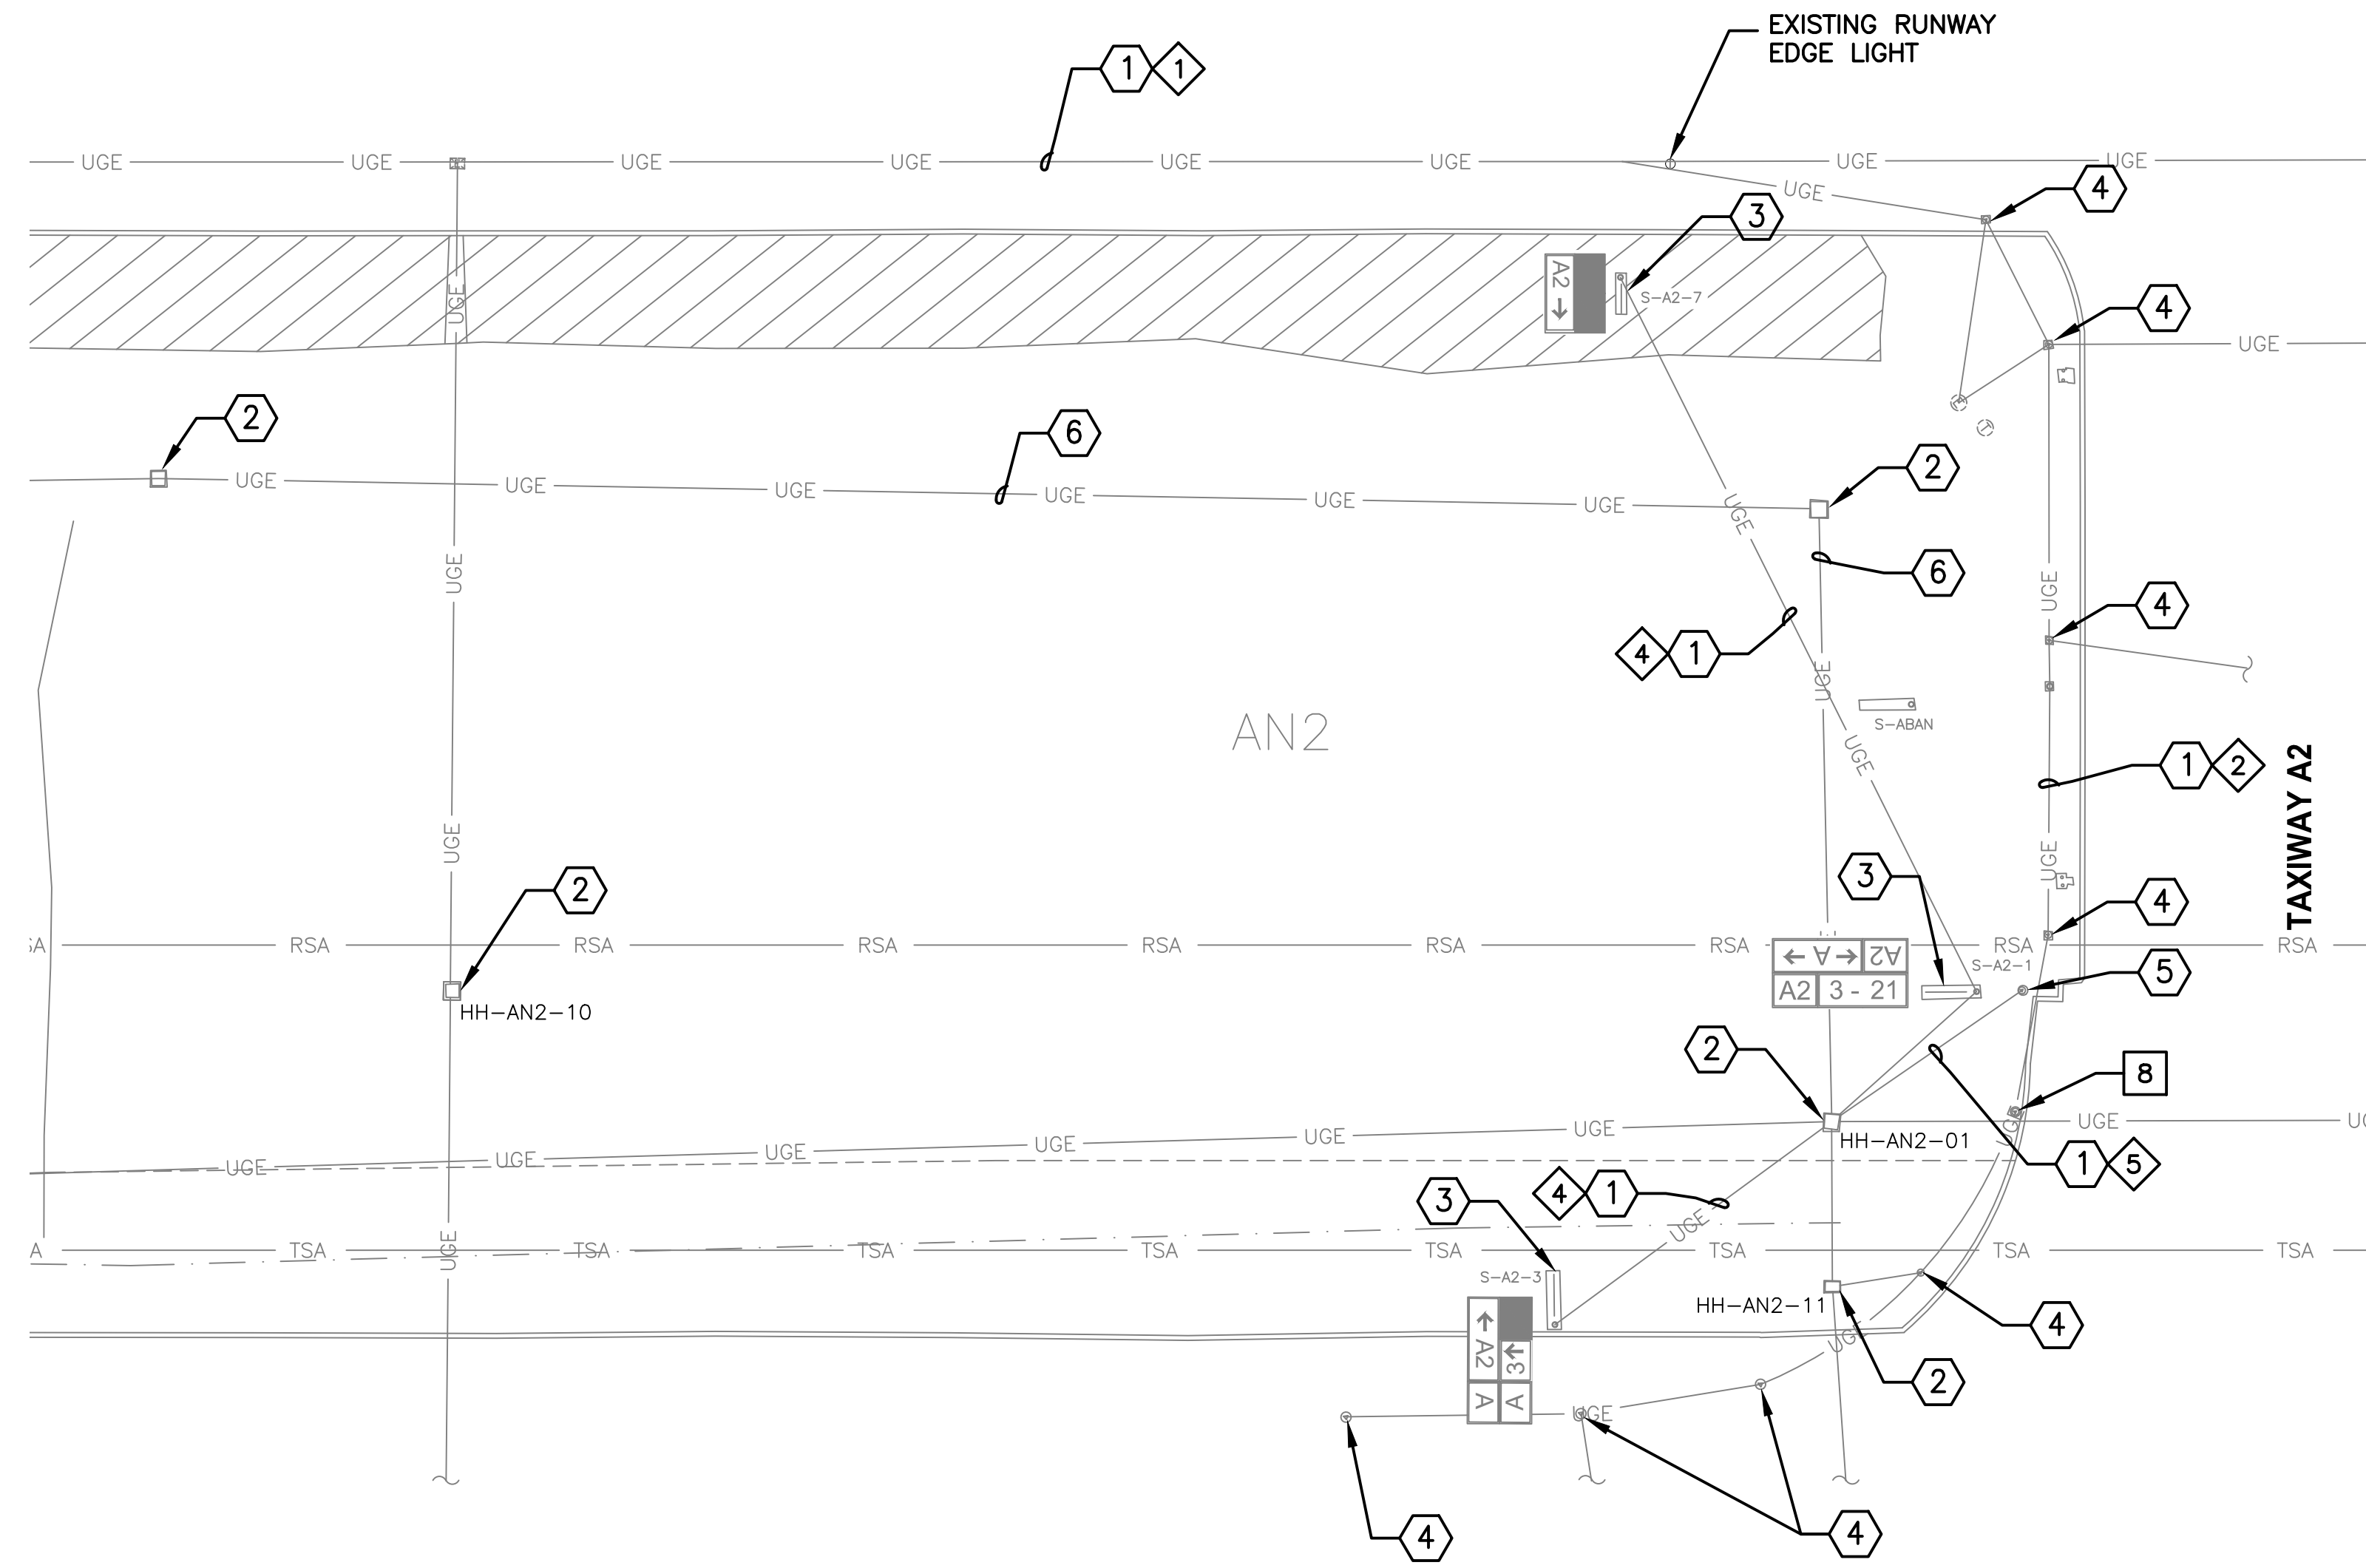 EXISTING RUNWAY
EDGE LIGHT
1 1
UGE UGE UGE UGE UGE UGE UGE UGE
UGE
4
3
A2
S-A2-7
UGE
4
UGE
2
6
2
UGE UGE UGE UGE UGE UGE
UGE
UGE
6
UGE
4
4 1
UGE
S-ABAN
AN2
UGE
1 2
TAXIWAY A2
UGE
UGE
2
3
4
RSA RSA RSA RSA RSA RSA RSA RSA
A A2
S-A2-1
5
A2 3 - 21
HH-AN2-10
2
8
UGE UGE UGE UGE UGE UGE UGE
UGE
HH-AN2-01
1 5
3
4 1
UGE
UGE
A TSA TSA TSA TSA TSA TSA TSA TSA
S-A2-3
HH-AN2-11
4
A2 3
A A
UGE
2
UGE
4
4